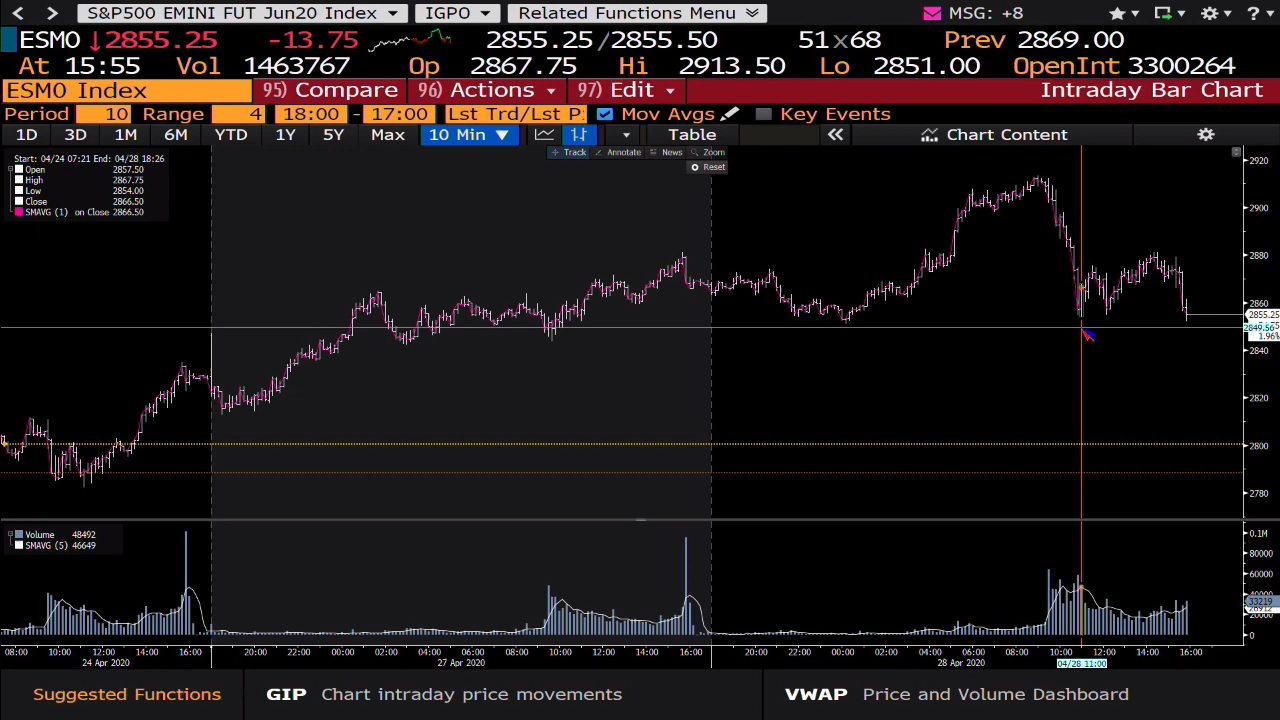 S&P500 EMINI FUT Jun20 Index IGPO Related Functions Menu MSG: +8
ESM0 ↓2855.25 -13.75 2855.25/2855.50 51x68 Prev 2869.00
At 15:55 Vol 1463767 Op 2867.75 Hi 2913.50 Lo 2851.00 OpenInt 3300264
ESM0 Index 95) Compare 96) Actions 97) Edit Intraday Bar Chart
Period 10 Range 4 18:00 - 17:00 Lst Trd/Lst P Mov Avgs Key Events
1D 3D 1M 6M YTD 1Y 5Y Max 10 Min ▼ Table « Chart Content
Track Annotate News Zoom
Reset
Start: 04/24 07:21 End: 04/28 18:26
Open 2857.50
High 2867.75
Low 2854.00
Close 2866.50
SMAVG (1) on Close 2866.50
2920
2900
2880
2860
2855.25
2849.56
1.96%
2840
2820
2800
2780
Volume 48492
SMAVG (5) 46649
0.1M
80000
60000
40000
33219
20000
0
08:00 10:00 12:00 14:00 16:00 20:00 22:00 00:00 02:00 04:00 06:00 08:00 10:00 12:00 14:00 16:00 20:00 22:00 00:00 02:00 04:00 06:00 08:00 10:00 12:00 14:00 16:00
24 Apr 2020 27 Apr 2020 28 Apr 2020 04/28 11:00
Suggested Functions GIP Chart intraday price movements VWAP Price and Volume Dashboard